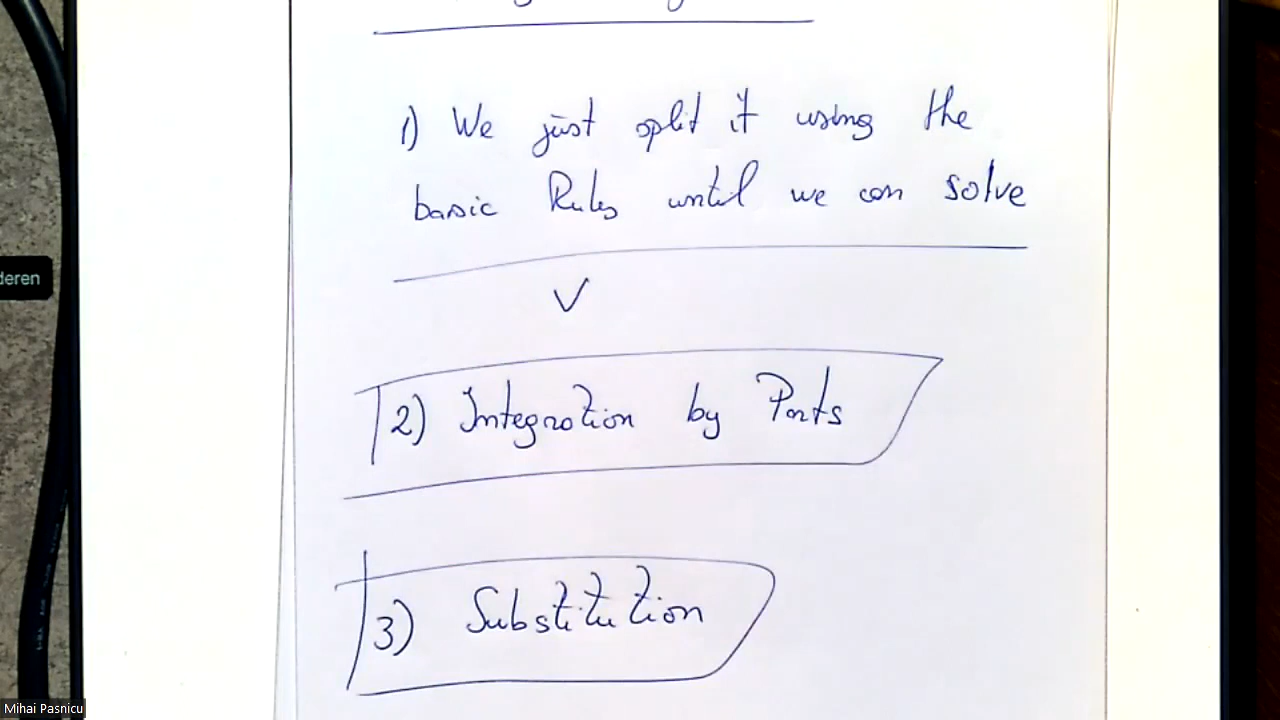 1) We just split it using the
basic Rules until we can solve
2) Integration by Parts
3) Substitution
deren
Mihai Pasnicu